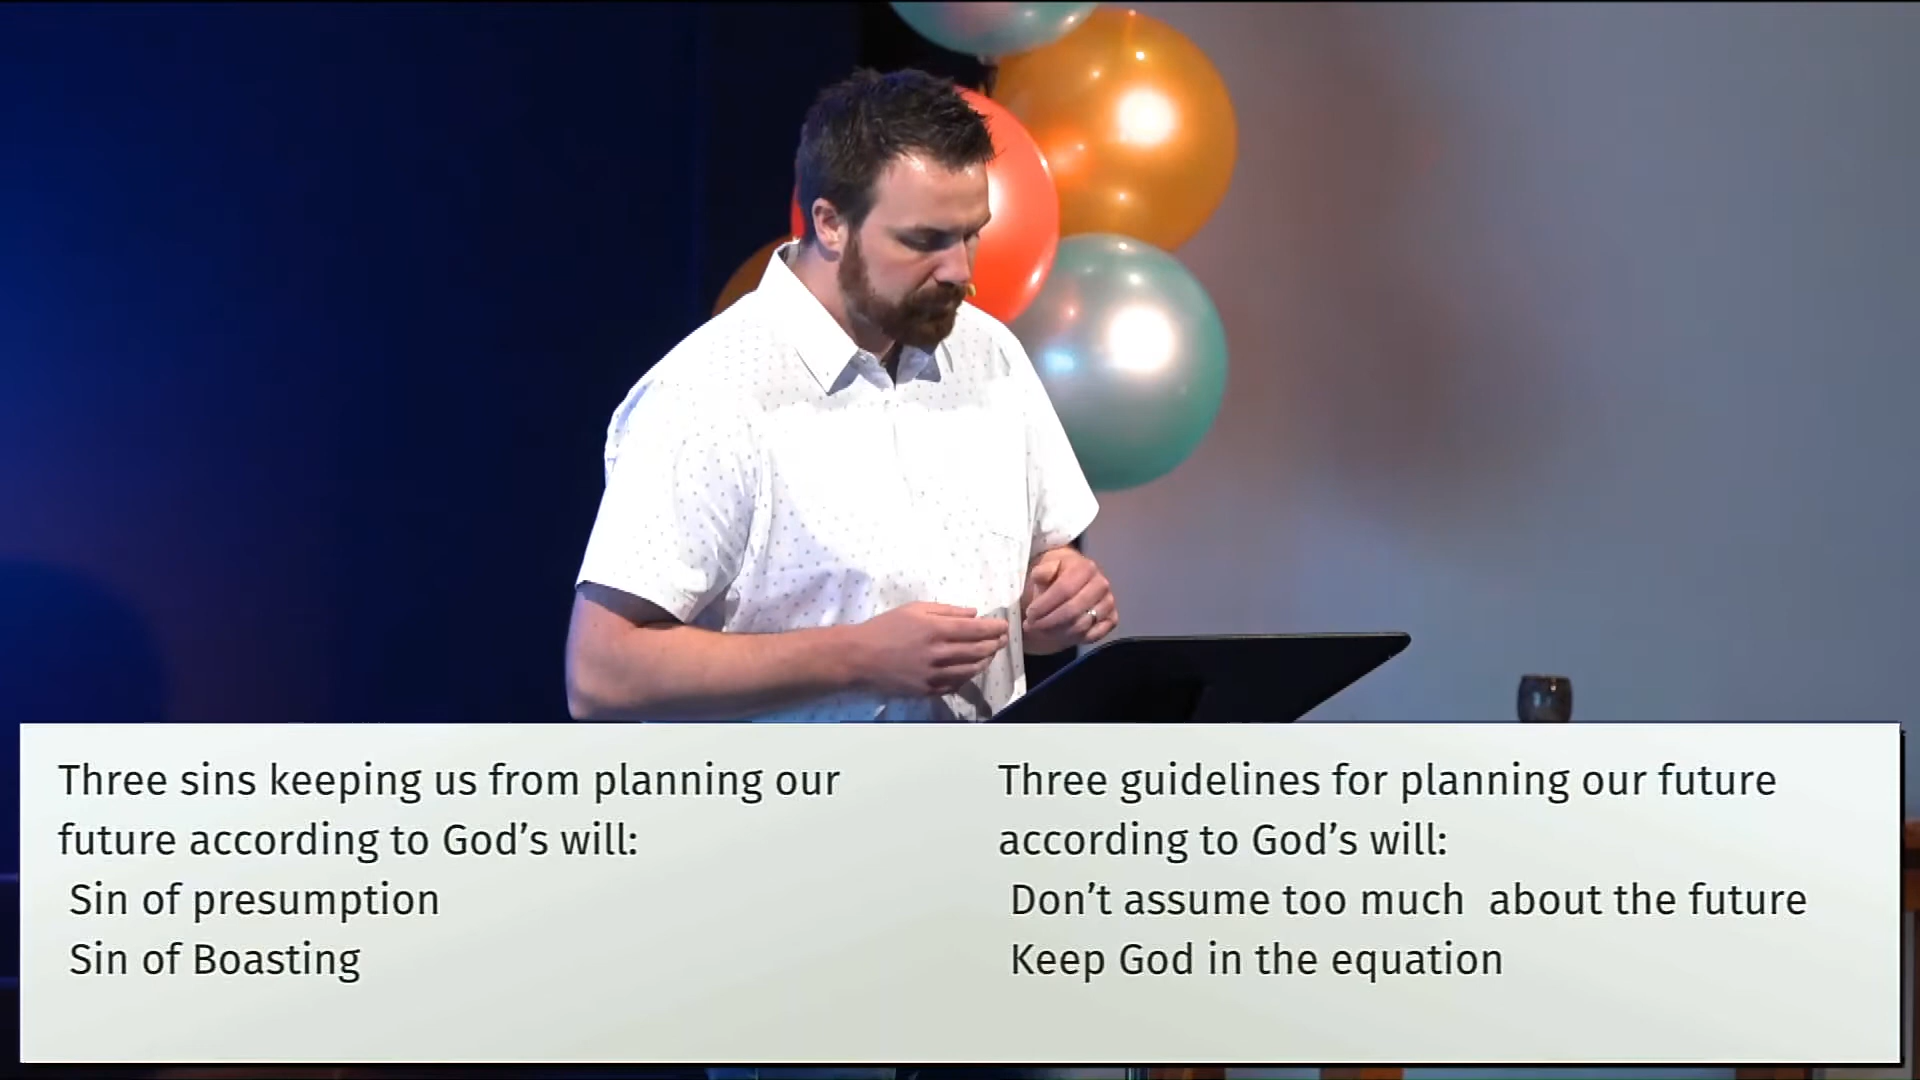 Three sins keeping us from planning our
future according to God’s will:
Sin of presumption
Sin of Boasting
Three guidelines for planning our future
according to God’s will:
Don’t assume too much  about the future
Keep God in the equation